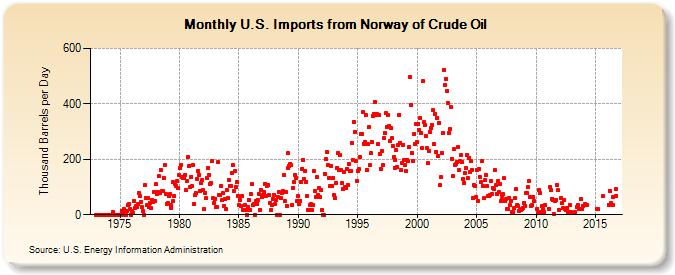 Monthly U.S. Imports from Norway of Crude Oil
Thousand Barrels per Day
600
400
200
0
1975 1980 1985 1990 1995 2000 2005 2010 2015
Source: U.S. Energy Information Administration